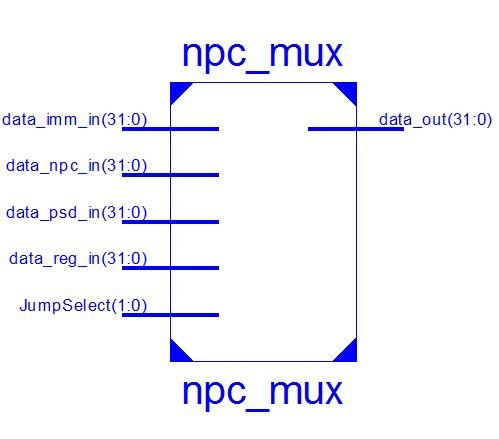 npc_mux
data_imm_in(31:0)
data_out(31:0)
data_npc_in(31:0)
data_psd_in(31:0)
data_reg_in(31:0)
JumpSelect(1:0)
npc_mux